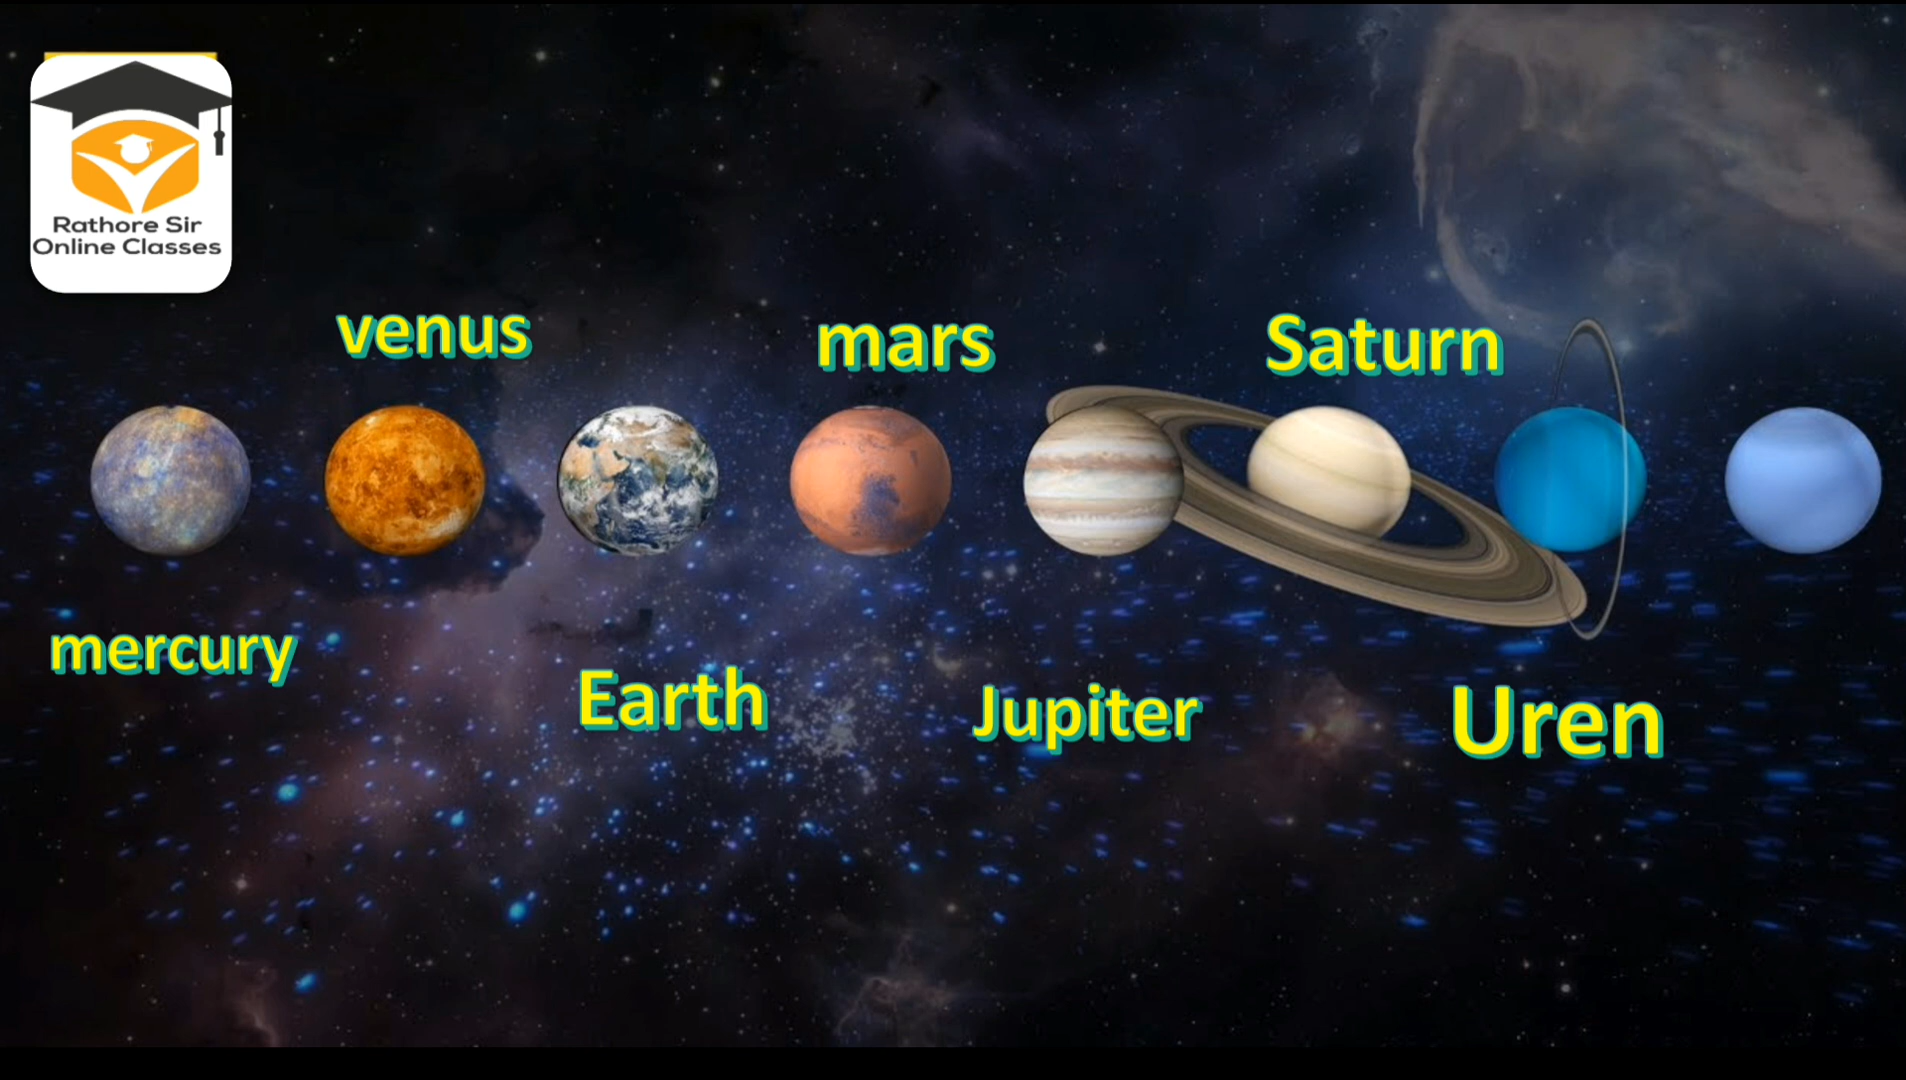 Rathore Sir
Online Classes
venus
mars
Saturn
mercury
Earth
Jupiter
Uren